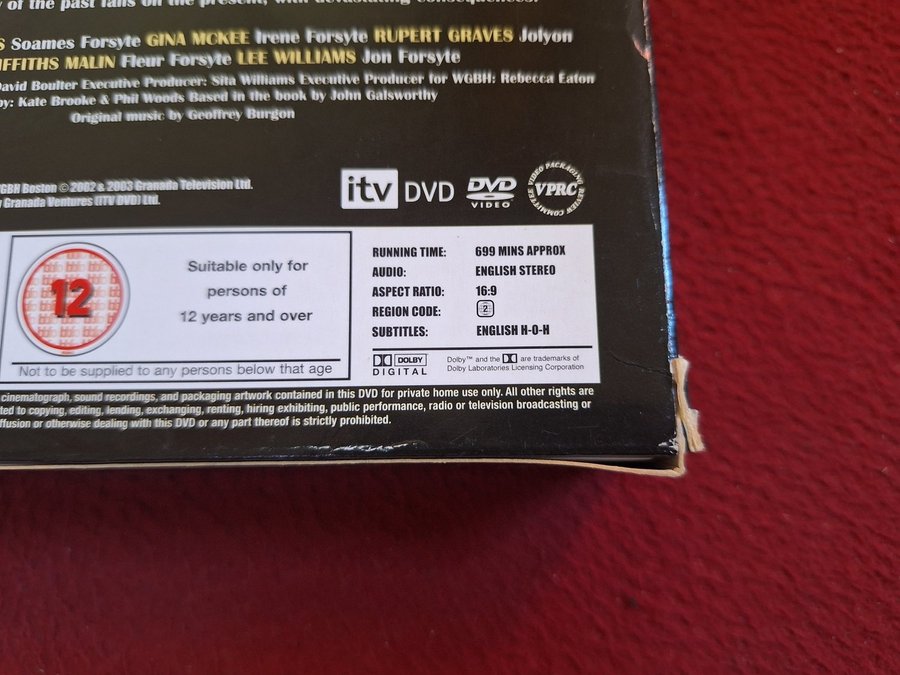 of the past falls on the present, with devastating consequences.
S Soames Forsyte GINA MCKEE Irene Forsyte RUPERT GRAVES Jolyon
IFFITHS MALIN Fleur Forsyte LEE WILLIAMS Jon Forsyte
David Boulter Executive Producer: Sita Williams Executive Producer for WGBH: Rebecca Eaton
by: Kate Brooke & Phil Woods Based in the book by John Galsworthy
Original music by Geoffrey Burgon
GBH Boston © 2002 & 2003 Granada Television Ltd.
Granada Ventures (ITV DVD) Ltd.
itv DVD
DVD
VIDEO
VIDEO PACKAGING
VPRC
REVIEW COMMITTEE
12
Suitable only for
persons of
12 years and over
Not to be supplied to any persons below that age
RUNNING TIME: 699 MINS APPROX
AUDIO: ENGLISH STEREO
ASPECT RATIO: 16:9
REGION CODE: 2
SUBTITLES: ENGLISH H-O-H
DOLBY
DIGITAL
Dolby™ and the are trademarks of
Dolby Laboratories Licensing Corporation
cinematograph, sound recordings, and packaging artwork contained in this DVD for private home use only. All other rights are
ted to copying, editing, lending, exchanging, renting, hiring exhibiting, public performance, radio or television broadcasting or
ffusion or otherwise dealing with this DVD or any part thereof is strictly prohibited.